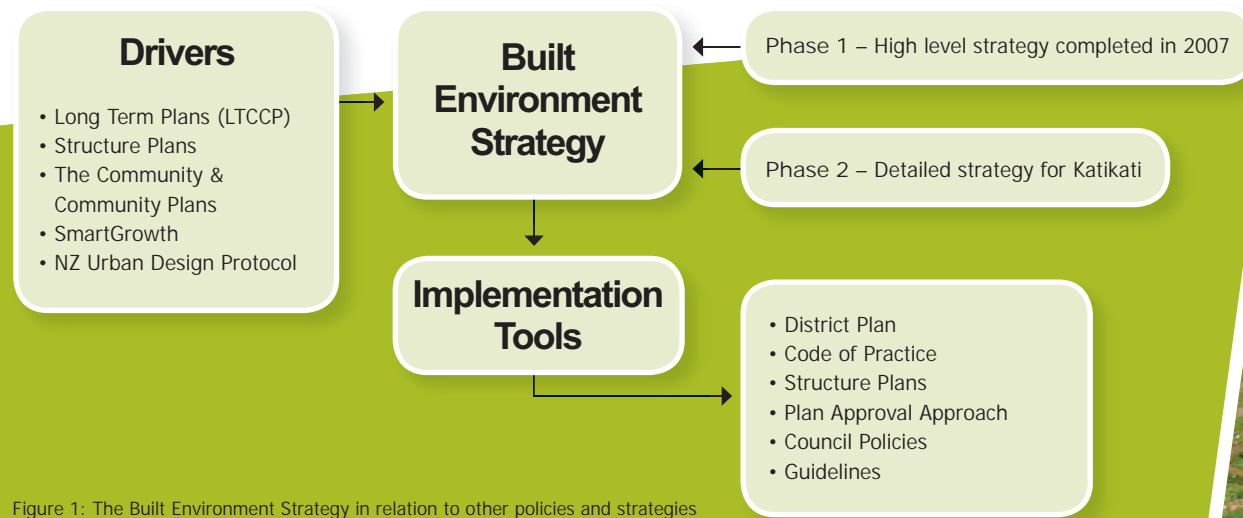 Drivers
• Long Term Plans (LTCCP)
• Structure Plans
• The Community &
Community Plans
• SmartGrowth
• NZ Urban Design Protocol
Built
Environment
Strategy
Phase 1 – High level strategy completed in 2007
Phase 2 – Detailed strategy for Katikati
Implementation
Tools
• District Plan
• Code of Practice
• Structure Plans
• Plan Approval Approach
• Council Policies
• Guidelines
Figure 1: The Built Environment Strategy in relation to other policies and strategies